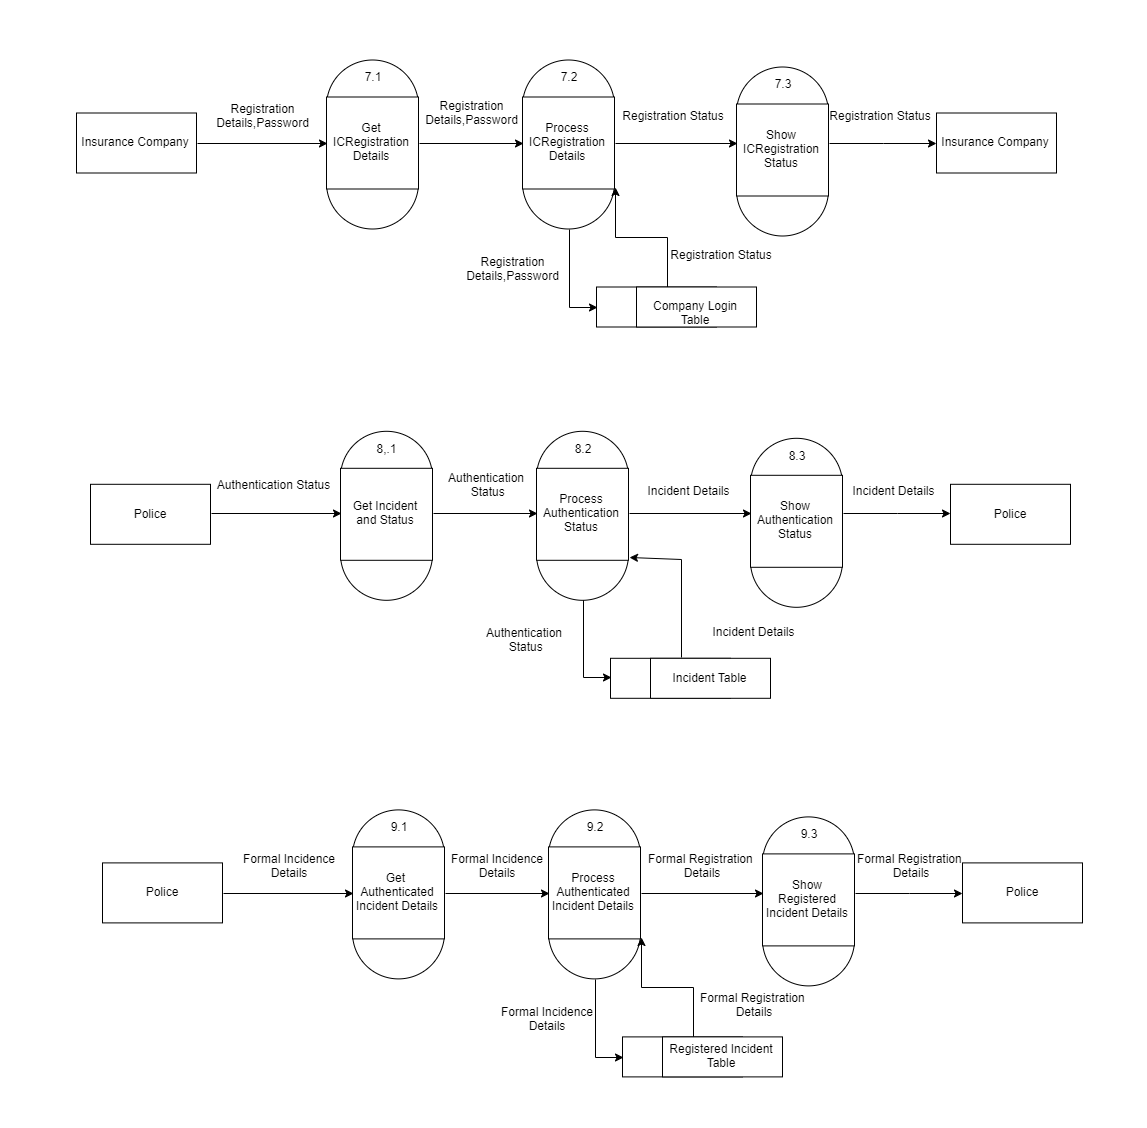 7.1
7.2
7.3
Registration
Details,Password
Registration
Details,Password
Registration Status
Registration Status
Insurance Company
Get
ICRegistration
Details
Process
ICRegistration
Details
Show
ICRegistration
Status
Insurance Company
Registration
Details,Password
Registration Status
Company Login
Table
8,.1
8.2
8.3
Authentication Status
Authentication
Status
Incident Details
Incident Details
Police
Get Incident
and Status
Process
Authentication
Status
Show
Authentication
Status
Police
Authentication
Status
Incident Details
Incident Table
9.1
9.2
9.3
Formal Incidence
Details
Formal Incidence
Details
Formal Registration
Details
Formal Registration
Details
Police
Get
Authenticated
Incident Details
Process
Authenticated
Incident Details
Show
Registered
Incident Details
Police
Formal Incidence
Details
Formal Registration
Details
Registered Incident
Table